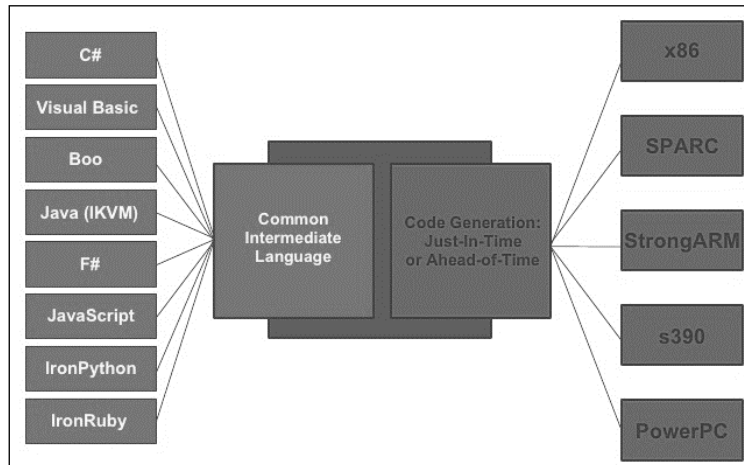 C#
Visual Basic
Boo
Java (IKVM)
F#
JavaScript
IronPython
IronRuby
Common
Intermediate
Language
Code Generation:
Just-In-Time
or Ahead-of-Time
x86
SPARC
StrongARM
s390
PowerPC